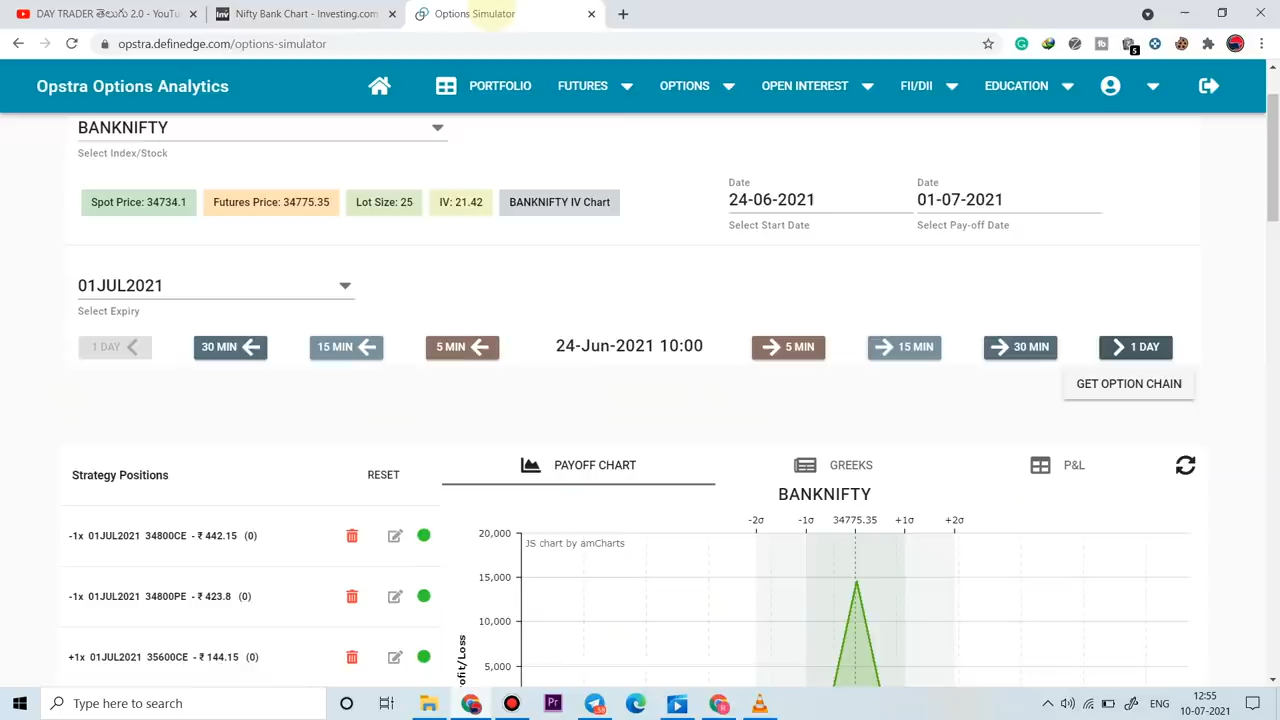 DAY TRADER తెలుగు 2.0 - YouTu
Nifty Bank Chart - Investing.com
Options Simulator
opstra.definedge.com/options-simulator
Opstra Options Analytics
PORTFOLIO
FUTURES
OPTIONS
OPEN INTEREST
FII/DII
EDUCATION
BANKNIFTY
Select Index/Stock
Spot Price: 34734.1
Futures Price: 34775.35
Lot Size: 25
IV: 21.42
BANKNIFTY IV Chart
Date
24-06-2021
Select Start Date
Date
01-07-2021
Select Pay-off Date
01JUL2021
Select Expiry
1 DAY
30 MIN
15 MIN
5 MIN
24-Jun-2021 10:00
5 MIN
15 MIN
30 MIN
1 DAY
GET OPTION CHAIN
Strategy Positions
RESET
-1x 01JUL2021 34800CE - ₹ 442.15 (0)
-1x 01JUL2021 34800PE - ₹ 423.8 (0)
+1x 01JUL2021 35600CE - ₹ 144.15 (0)
PAYOFF CHART
GREEKS
P&L
BANKNIFTY
-2σ -1σ 34775.35 +1σ +2σ
JS chart by amCharts
20,000
15,000
10,000
5,000
ofit/Loss
Type here to search
ENG
12:55
10-07-2021